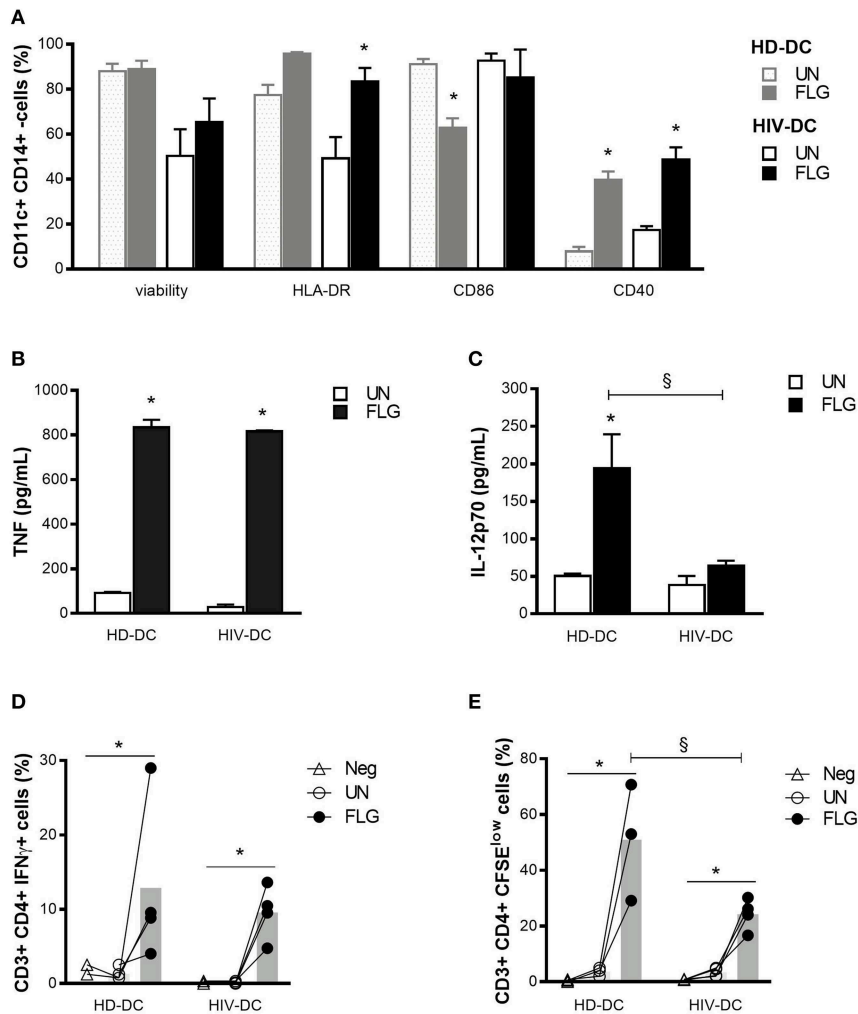 A
CD11c+ CD14+ -cells (%)
100
80
60
40
20
0
*
*
*
*
viability HLA-DR CD86 CD40
HD-DC
UN
FLG
HIV-DC
UN
FLG
B
TNF (pg/mL)
1000
800
600
400
200
0
*
*
HD-DC HIV-DC
UN
FLG
C
IL-12p70 (pg/mL)
300
250
200
150
100
50
0
§
*
HD-DC HIV-DC
UN
FLG
D
CD3+ CD4+ IFNγ+ cells (%)
30
20
10
0
*
*
HD-DC HIV-DC
Neg
UN
FLG
E
CD3+ CD4+ CFSElow cells (%)
80
60
40
20
0
§
*
*
HD-DC HIV-DC
Neg
UN
FLG